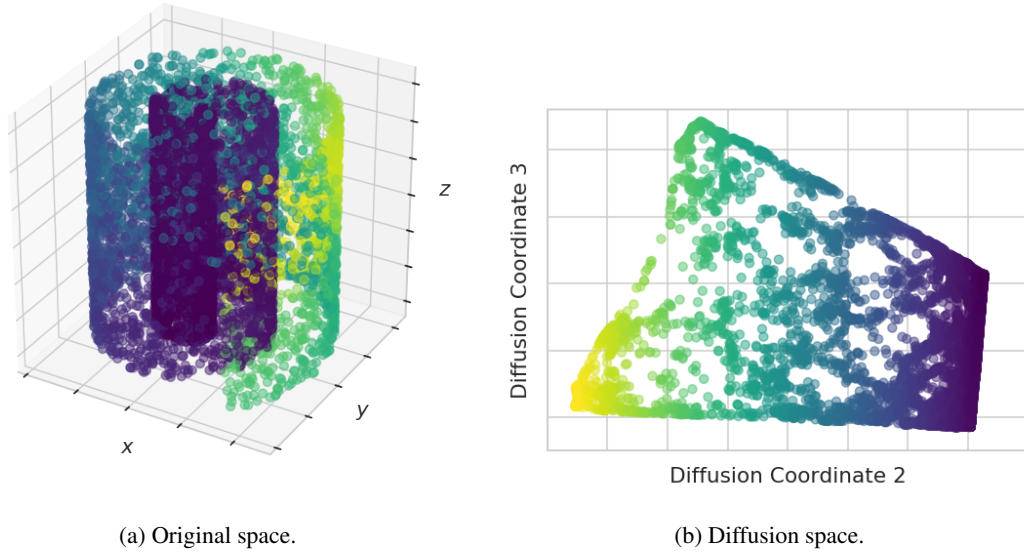 z
y
x
(a) Original space.
Diffusion Coordinate 3
Diffusion Coordinate 2
(b) Diffusion space.